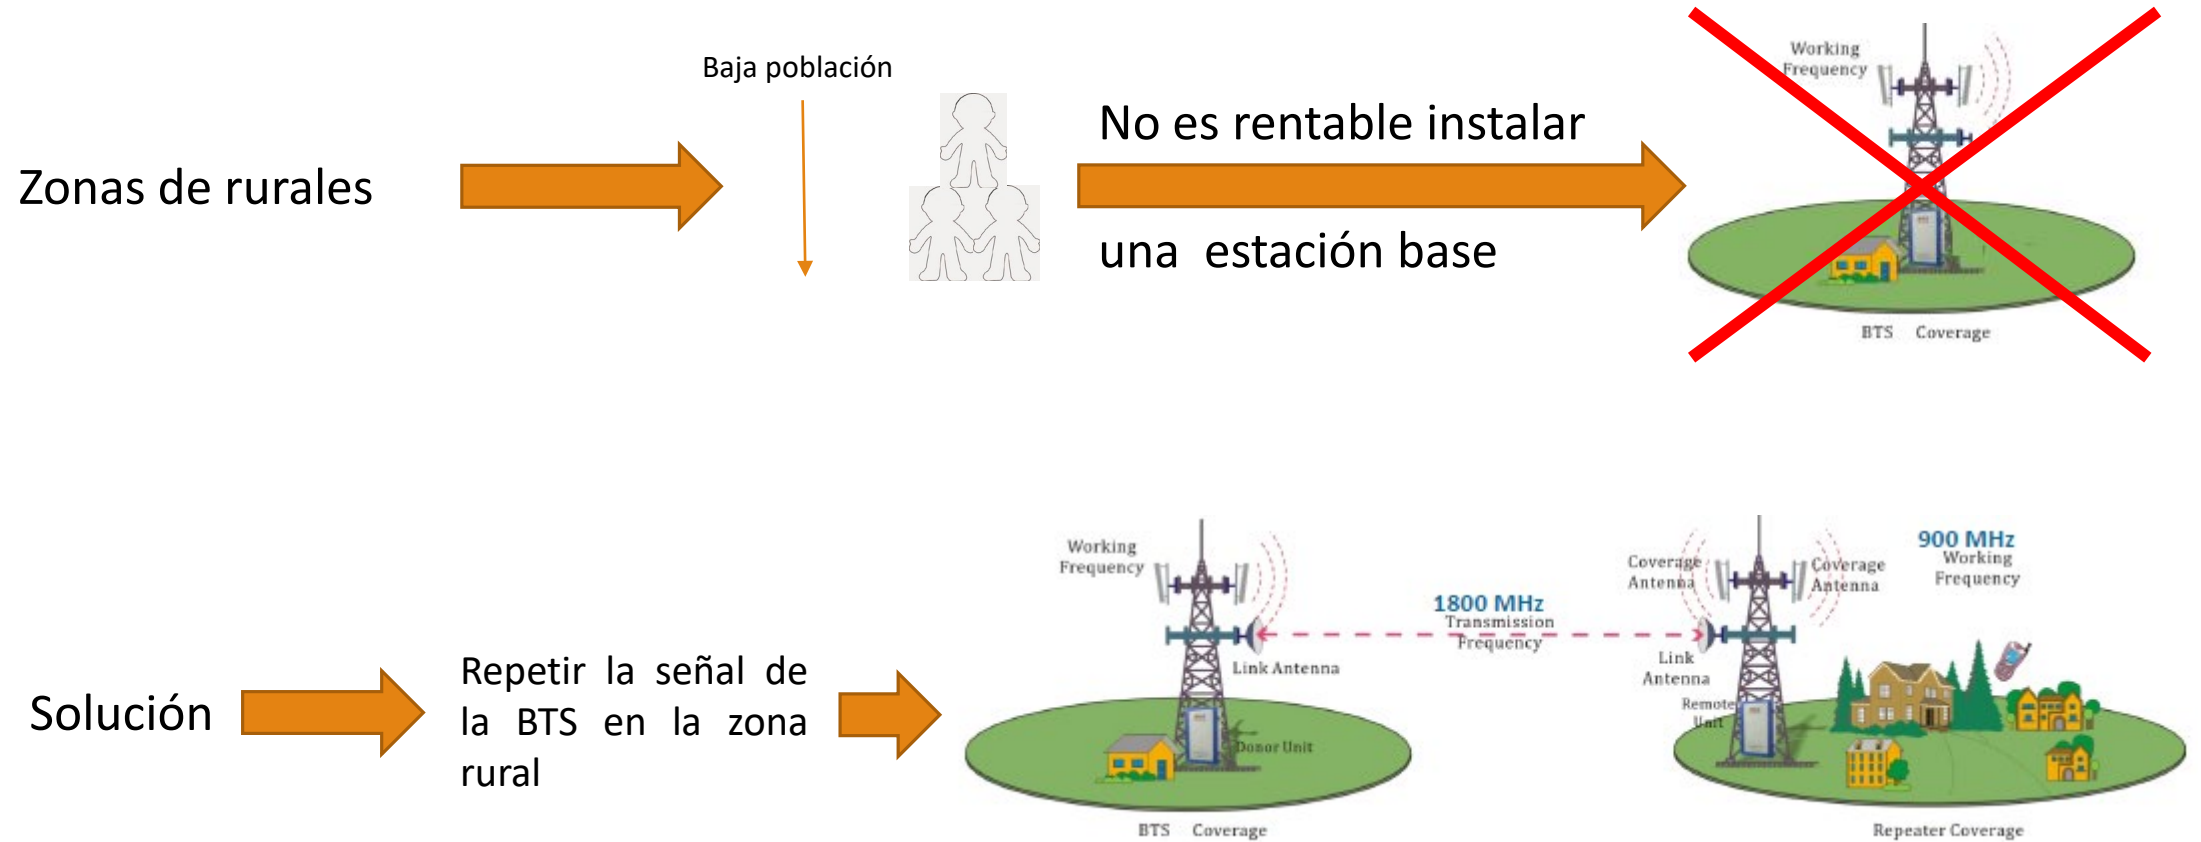 Baja población
Zonas de rurales
No es rentable instalar
una estación base
Working
Frequency
BTS Coverage
Solución
Repetir la señal de
la BTS en la zona
rural
Working
Frequency
Link Antenna
Donor Unit
BTS Coverage
1800 MHz
Transmission
Frequency
Coverage
Antenna
Coverage
Antenna
900 MHz
Working
Frequency
Link
Antenna
Remote
Unit
Repeater Coverage